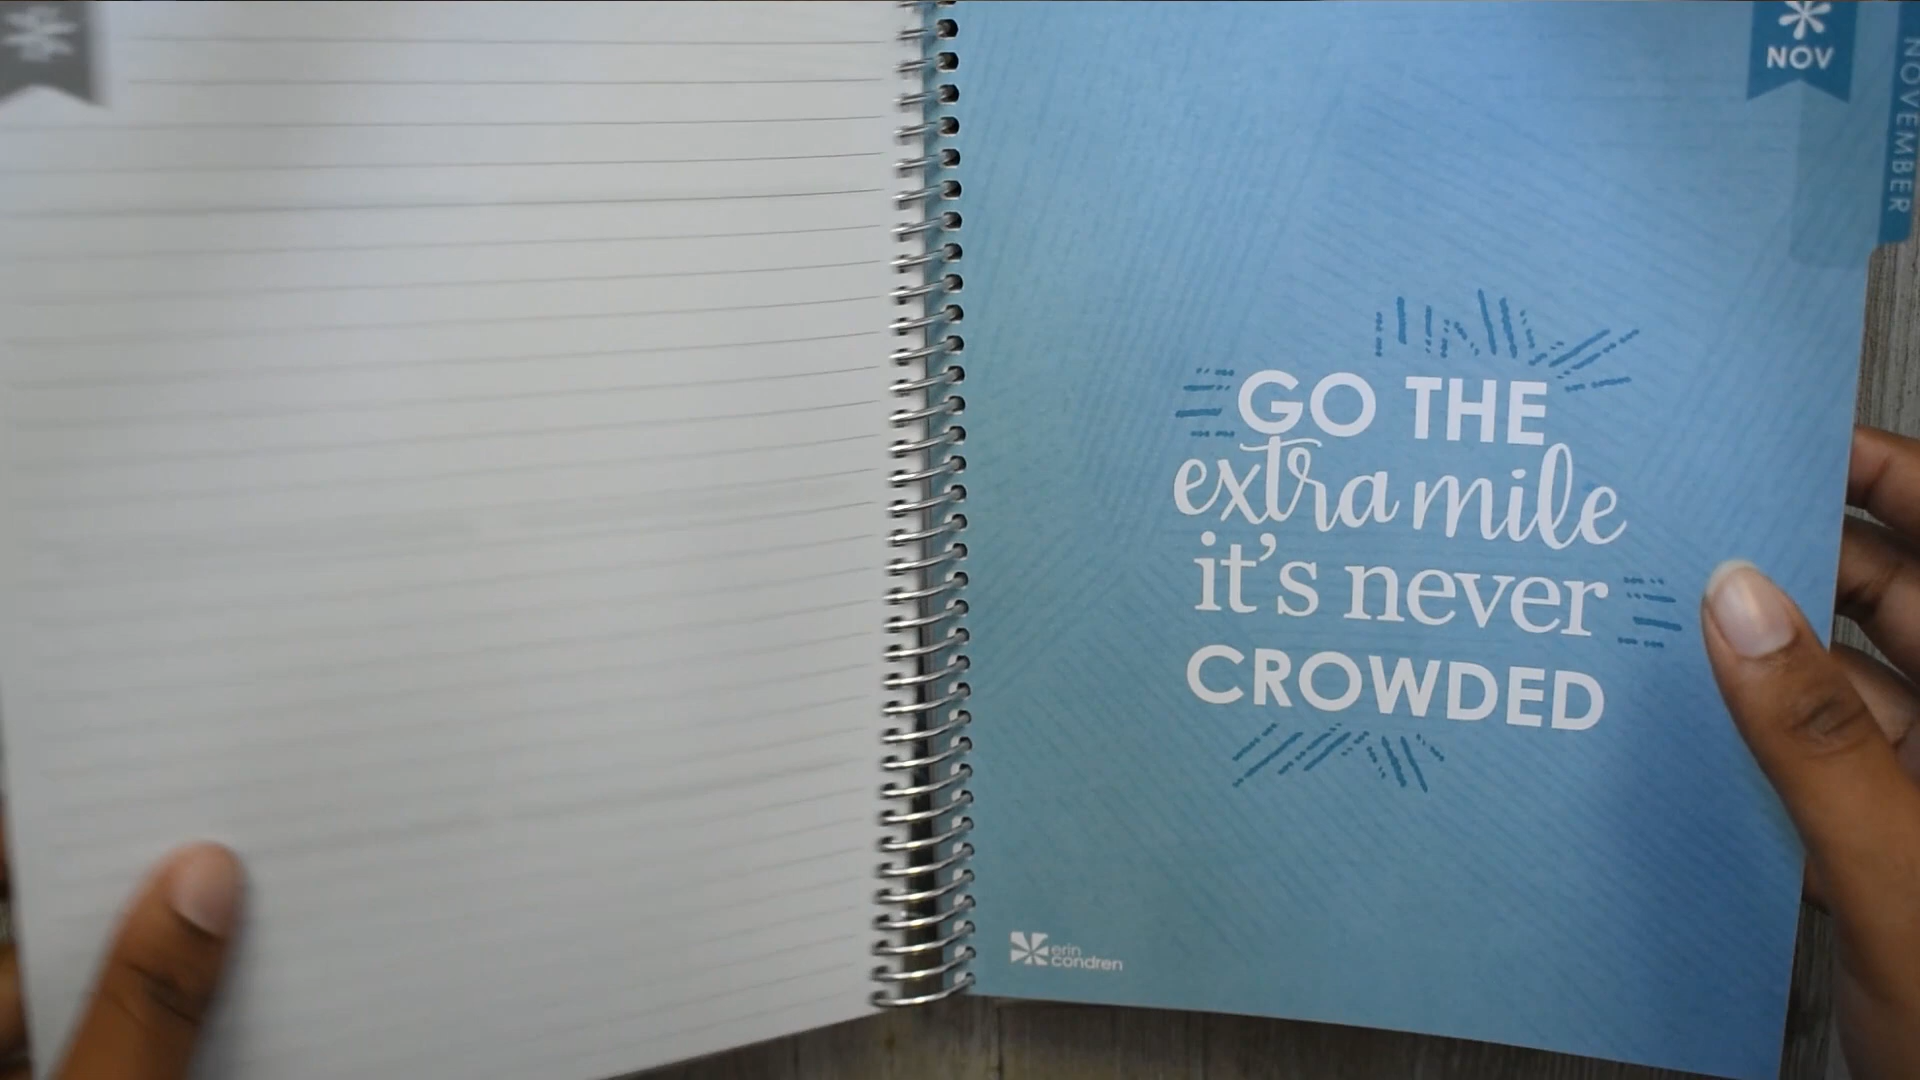 NOV
NOVEMBER
GO THE
extra mile
it's never
CROWDED
erin
condren